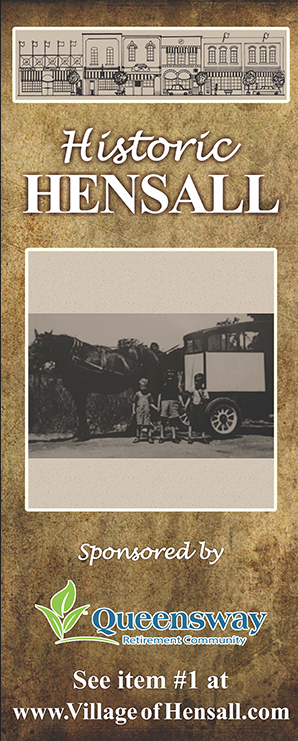 Historic
HENSALL
Sponsored by
Queensway
Retirement Community
See item #1 at
www.VillageofHensall.com